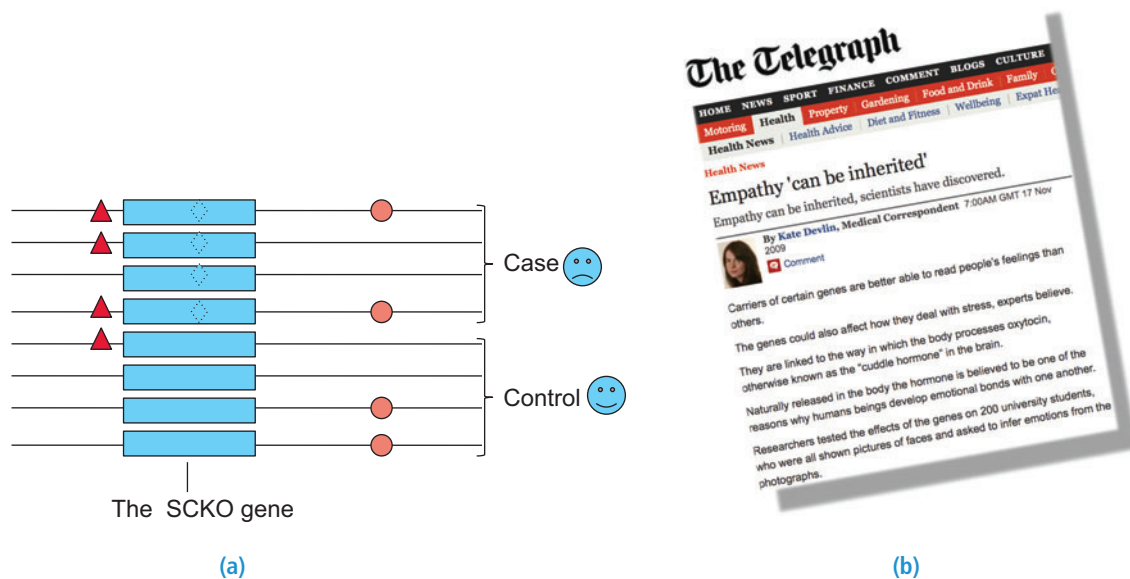 Case
Control
The SCKO gene
(a)
The Telegraph
HOME NEWS SPORT FINANCE COMMENT BLOGS CULTURE
Motoring Health Property Gardening Food and Drink Family
Health News Health Advice Diet and Fitness Wellbeing Expat
Health News
Empathy 'can be inherited'
Empathy can be inherited, scientists have discovered.
By Kate Devlin, Medical Correspondent 7:00AM GMT 17 Nov
2009
Comment
Carriers of certain genes are better able to read people's feelings than
others.
The genes could also affect how they deal with stress, experts believe.
They are linked to the way in which the body processes oxytocin,
otherwise known as the "cuddle hormone" in the brain.
Naturally released in the body the hormone is believed to be one of the
reasons why humans beings develop emotional bonds with one another.
Researchers tested the effects of the genes on 200 university students,
who were all shown pictures of faces and asked to infer emotions from the
photographs.
(b)